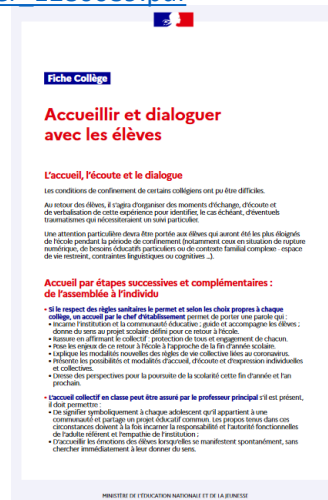 Fiche Collège
Accueillir et dialoguer
avec les élèves
L'accueil, l'écoute et le dialogue
Les conditions de confinement de certains collégiens ont pu être difficiles.
Au retour des élèves, il s'agira d'organiser des moments d'échange, d'écoute et
de verbalisation de cette expérience pour identifier, le cas échéant, d'éventuels
traumatismes qui nécessiteraient un suivi particulier.
Une attention particulière devra être portée aux élèves qui auront été les plus éloignés
de l'école pendant la période de confinement (notamment ceux en situation de rupture
numérique, de besoins éducatifs particuliers ou de contexte familial complexe - espace
de vie restreint, contraintes linguistiques ou cognitives …).
Accueil par étapes successives et complémentaires :
de l'assemblée à l'individu
• Si le respect des règles sanitaires le permet et selon les choix propres à chaque
collège, un accueil par le chef d'établissement permet de porter une parole qui :
• Incarne l'institution et la communauté éducative ; guide et accompagne les élèves ;
donne du sens au projet scolaire défini pour ce retour à l'école.
• Rassure en affirmant le collectif : protection de tous et engagement de chacun.
• Pose les enjeux de ce retour à l'école à l'approche de la fin d'année scolaire.
• Explique les modalités nouvelles des règles de vie collective liées au coronavirus.
• Présente les possibilités et modalités d'accueil, d'écoute et d'expression individuelles
et collectives.
• Dresse des perspectives pour la poursuite de la scolarité cette fin d'année et l'an
prochain.
• L'accueil collectif en classe peut être assuré par le professeur principal s'il est présent,
il doit permettre :
• De signifier symboliquement à chaque adolescent qu'il appartient à une
communauté et partage un projet éducatif commun. Les propos tenus dans ces
circonstances doivent à la fois incarner la responsabilité et l'autorité fonctionnelles
de l'adulte référent et l'empathie de l'institution ;
• D'accueillir les émotions des élèves lorsqu'elles se manifestent spontanément, sans
chercher immédiatement à leur donner du sens.
MINISTÈRE DE L'ÉDUCATION NATIONALE ET DE LA JEUNESSE